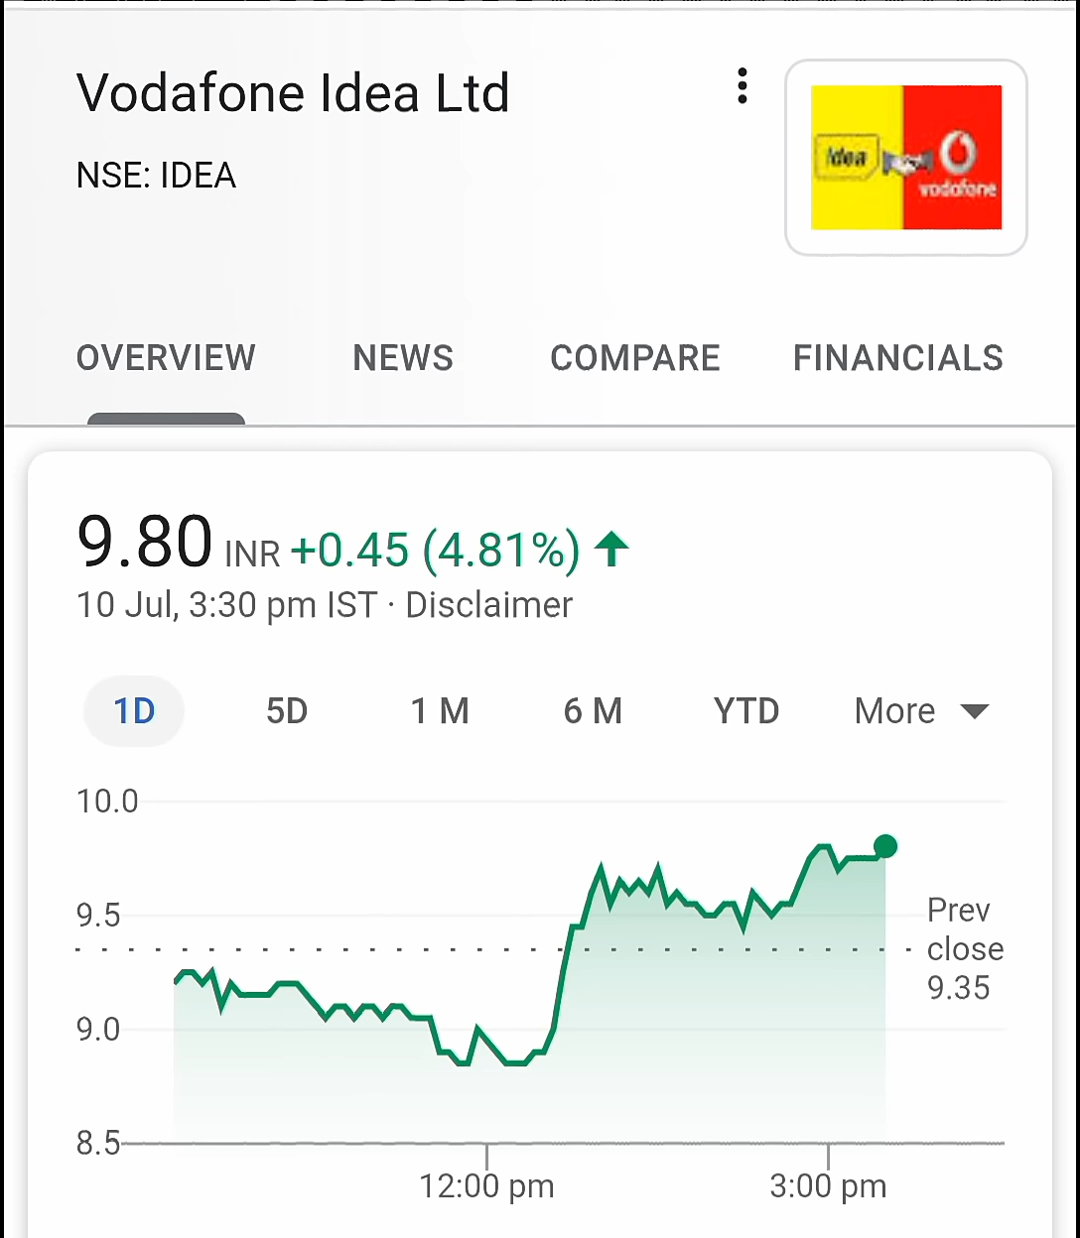 Vodafone Idea Ltd
NSE: IDEA
Idea
vodafone
OVERVIEW NEWS COMPARE FINANCIALS
9.80 INR +0.45 (4.81%)
10 Jul, 3:30 pm IST · Disclaimer
1D 5D 1 M 6 M YTD More
10.0
9.5
9.0
8.5
Prev
close
9.35
12:00 pm 3:00 pm